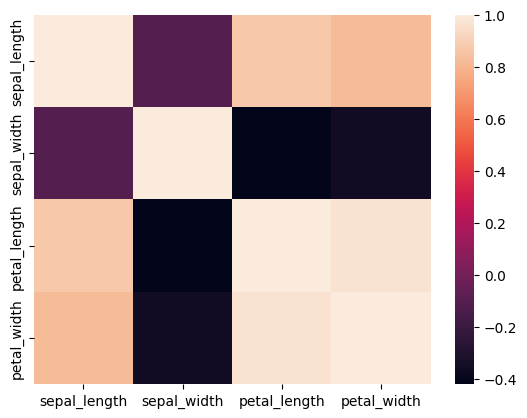 sepal_length
sepal_width
petal_length
petal_width
sepal_length sepal_width petal_length petal_width
1.0
0.8
0.6
0.4
0.2
0.0
−0.2
−0.4